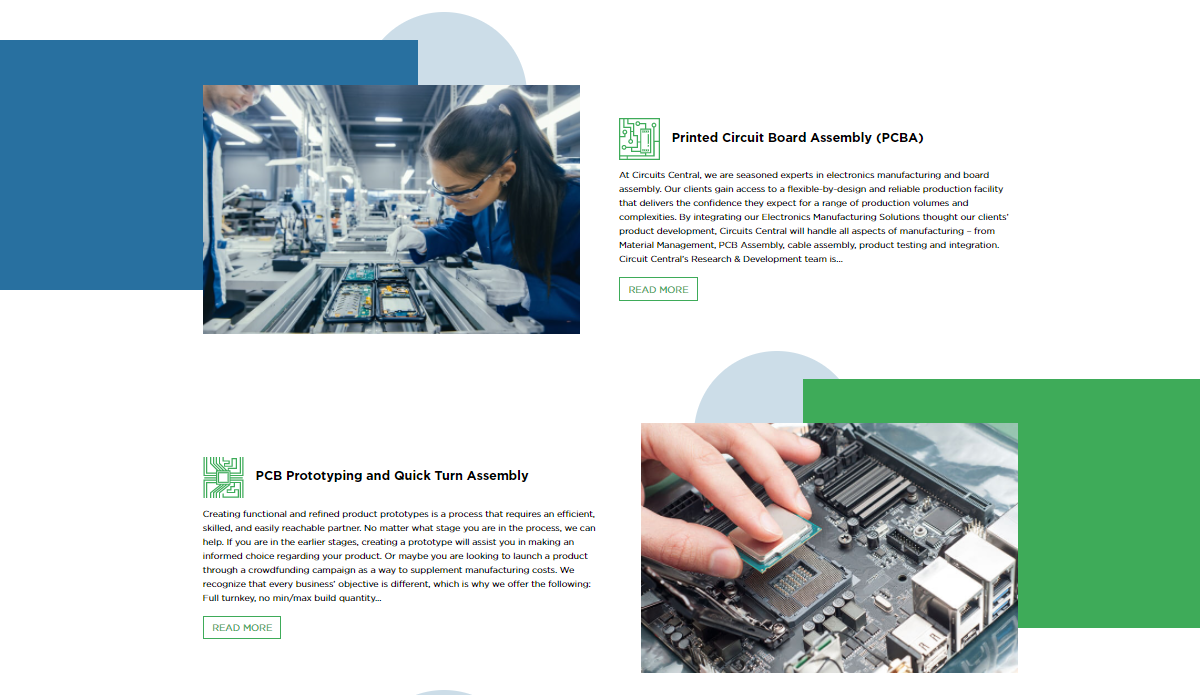 Printed Circuit Board Assembly (PCBA)
At Circuits Central, we are seasoned experts in electronics manufacturing and board
assembly. Our clients gain access to a flexible-by-design and reliable production facility
that delivers the confidence they expect for a range of production volumes and
complexities. By integrating our Electronics Manufacturing Solutions thought our clients'
product development, Circuits Central will handle all aspects of manufacturing – from
Material Management, PCB Assembly, cable assembly, product testing and integration.
Circuit Central's Research & Development team is...
READ MORE
PCB Prototyping and Quick Turn Assembly
Creating functional and refined product prototypes is a process that requires an efficient,
skilled, and easily reachable partner. No matter what stage you are in the process, we can
help. If you are in the earlier stages, creating a prototype will assist you in making an
informed choice regarding your product. Or maybe you are looking to launch a product
through a crowdfunding campaign as a way to supplement manufacturing costs. We
recognize that every business' objective is different, which is why we offer the following:
Full turnkey, no min/max build quantity...
READ MORE